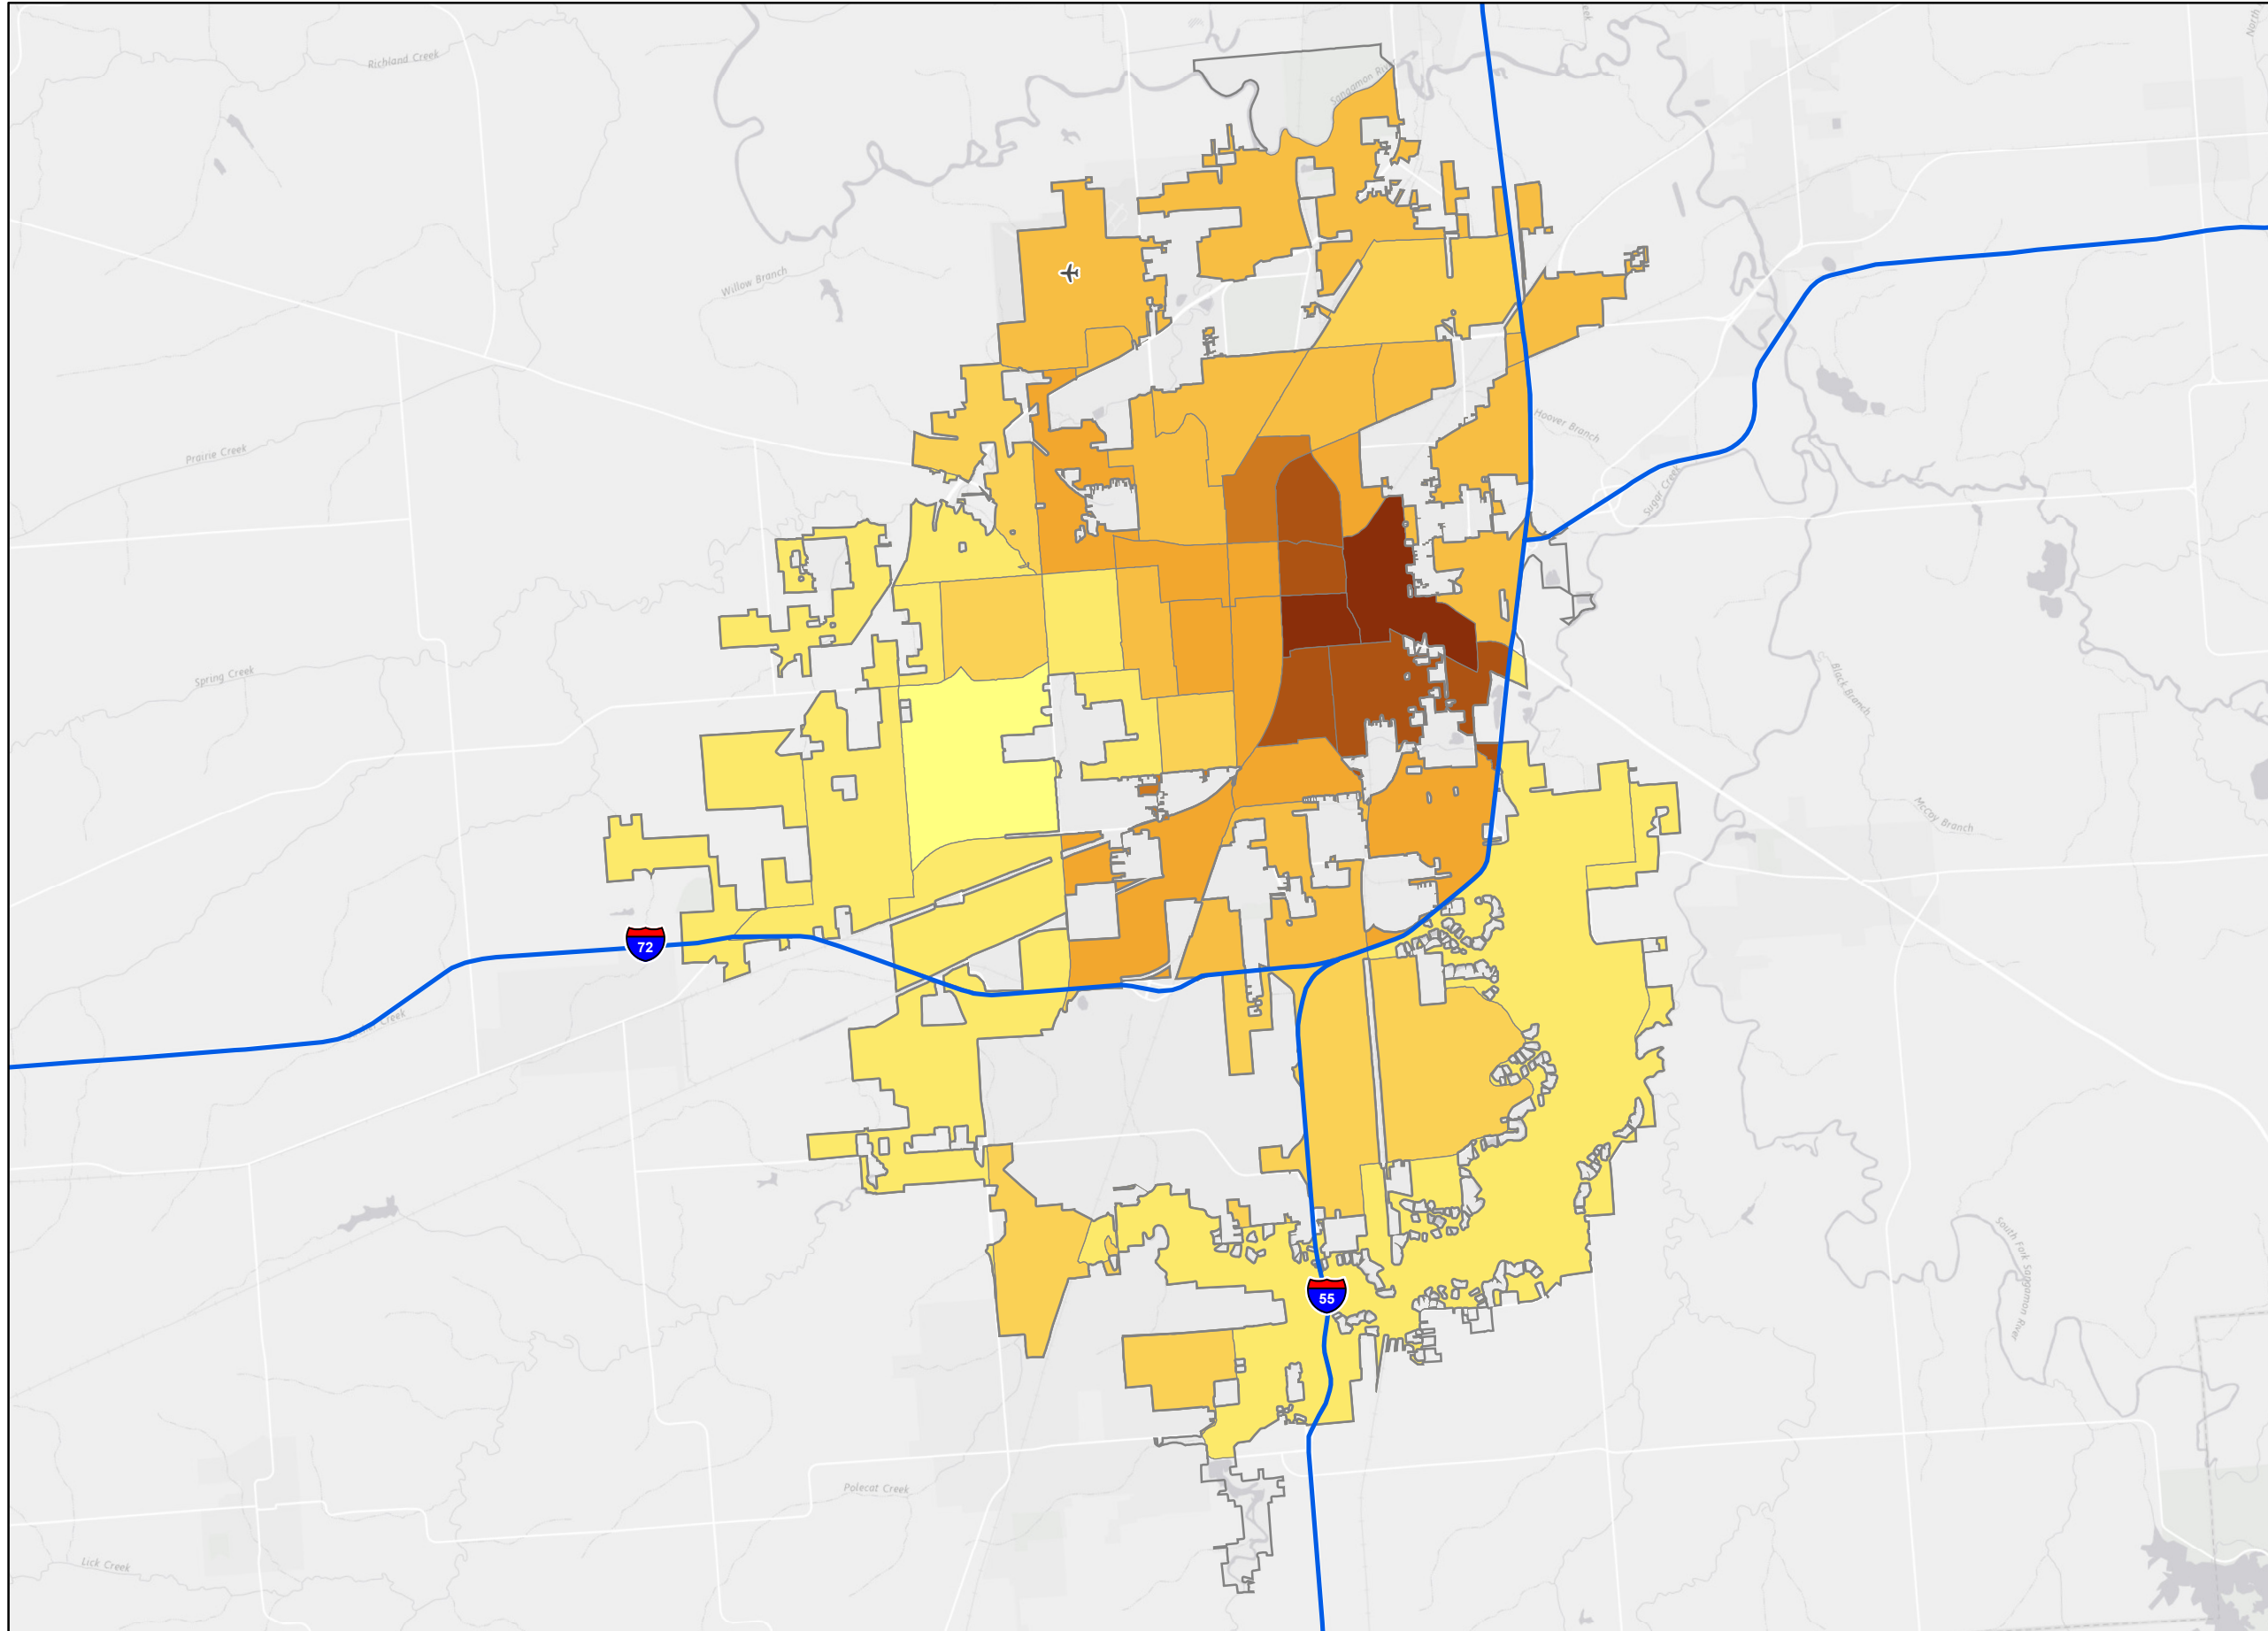 Richland Creek
Sangamon River
Willow Branch
Hoover Branch
Prairie Creek
Sugar Creek
Spring Creek
Black Branch
McCoy Branch
72
Creek
South Fork Sangamon River
55
Polecat Creek
Lick Creek